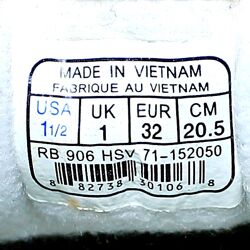 MADE IN VIETNAM
FABRIQUE AU VIETNAM
USA UK EUR CM
1 1/2 1 32 20.5
RB 906 HSV 71-152050
8 82738 30106 8